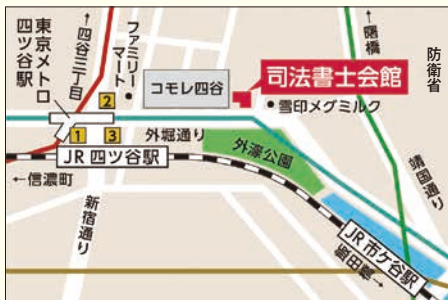 東京メトロ
四ツ谷駅
↑四谷三丁目
ファミリー
マート
コモレ四谷
司法書士会館
雪印メグミルク
↑曙橋
防衛省
靖国通り
2
1
3
外堀通り
外濠公園
JR 四ツ谷駅
←信濃町
新宿通り
JR 市ケ谷駅
飯田橋→